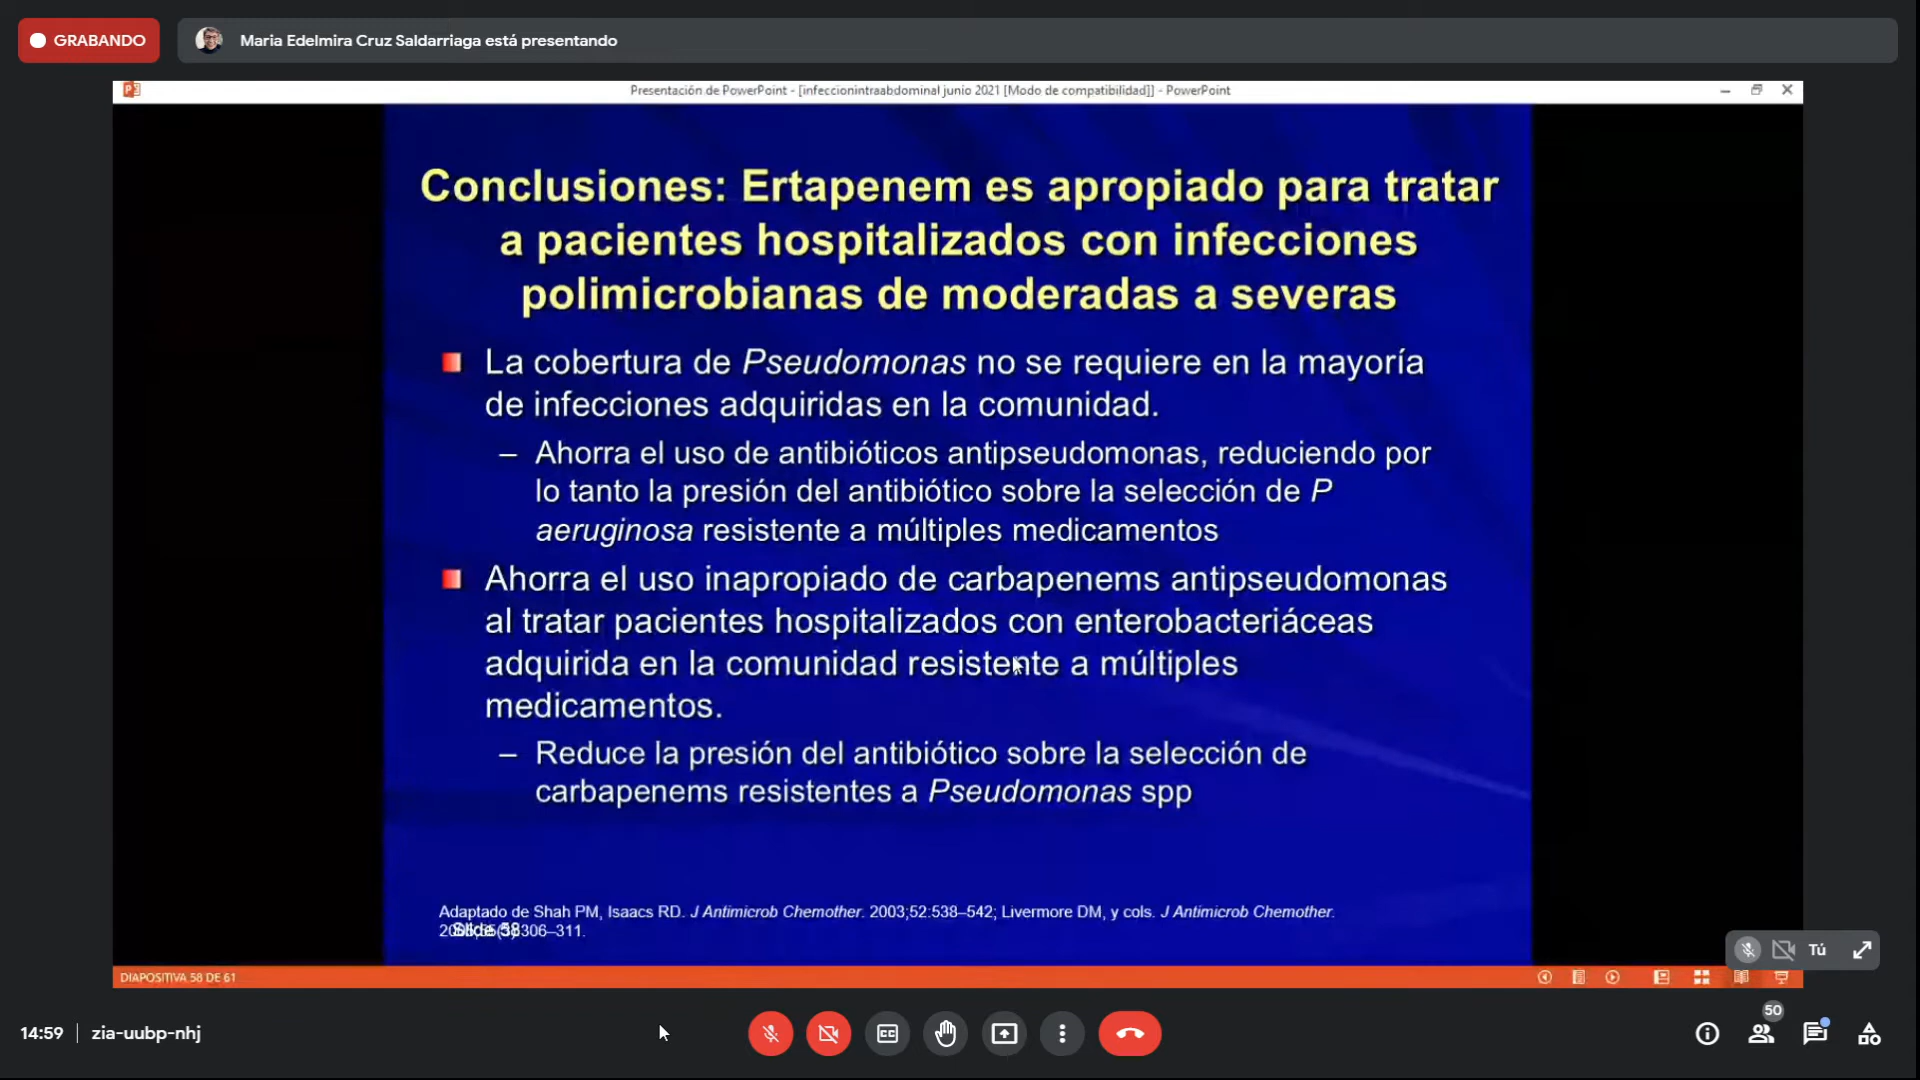 GRABANDO
Maria Edelmira Cruz Saldarriaga está presentando
Presentación de PowerPoint - [infeccionintraabdominal junio 2021 [Modo de compatibilidad]] - PowerPoint
Conclusiones: Ertapenem es apropiado para tratar
a pacientes hospitalizados con infecciones
polimicrobianas de moderadas a severas
La cobertura de Pseudomonas no se requiere en la mayoría
de infecciones adquiridas en la comunidad.
– Ahorra el uso de antibióticos antipseudomonas, reduciendo por
lo tanto la presión del antibiótico sobre la selección de P
aeruginosa resistente a múltiples medicamentos
Ahorra el uso inapropiado de carbapenems antipseudomonas
al tratar pacientes hospitalizados con enterobacteriáceas
adquirida en la comunidad resistente a múltiples
medicamentos.
– Reduce la presión del antibiótico sobre la selección de
carbapenems resistentes a Pseudomonas spp
Adaptado de Shah PM, Isaacs RD. J Antimicrob Chemother. 2003;52:538–542; Livermore DM, y cols. J Antimicrob Chemother.
Slide 58
306–311.
Tú
DIAPOSITIVA 58 DE 61
50
14:59
zia-uubp-nhj
CC